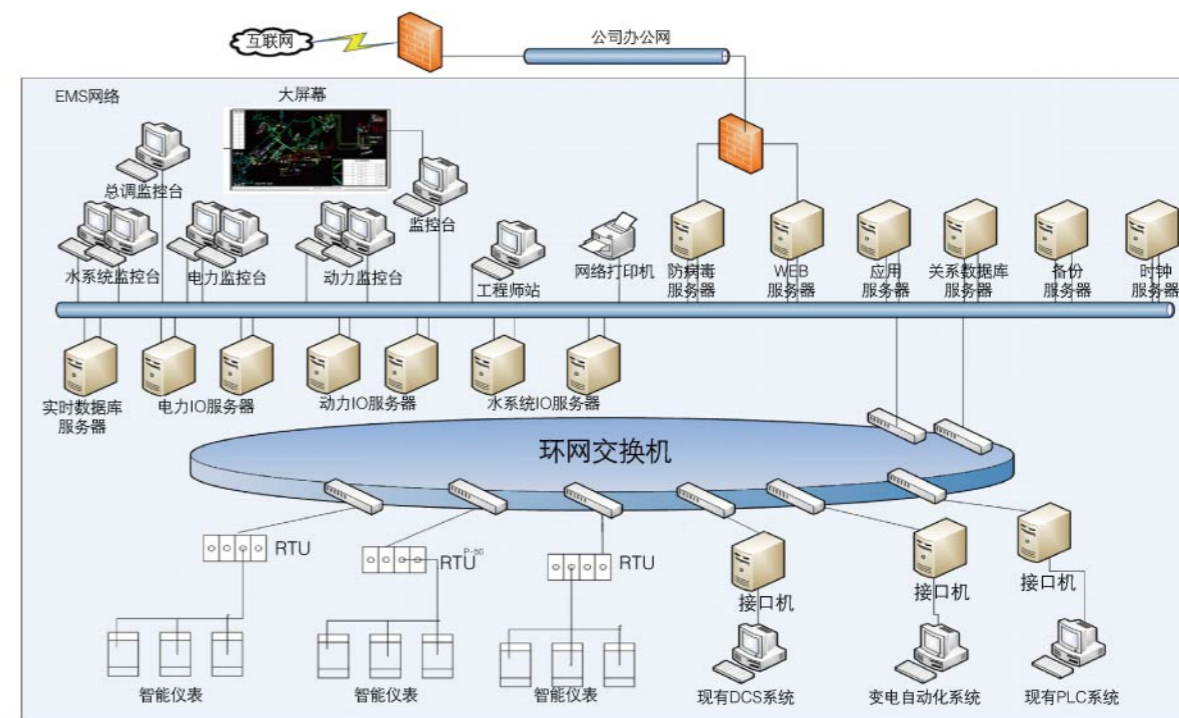 互联网
公司办公网
EMS网络
大屏幕
总调监控台
监控台
水系统监控台
电力监控台
动力监控台
工程师站
网络打印机
防病毒
服务器
WEB
服务器
应用
服务器
关系数据库
服务器
备份
服务器
时钟
服务器
实时数据库
服务器
电力IO服务器
动力IO服务器
水系统IO服务器
环网交换机
RTU
P-50
RTU
RTU
接口机
接口机
接口机
智能仪表
智能仪表
智能仪表
现有DCS系统
变电自动化系统
现有PLC系统